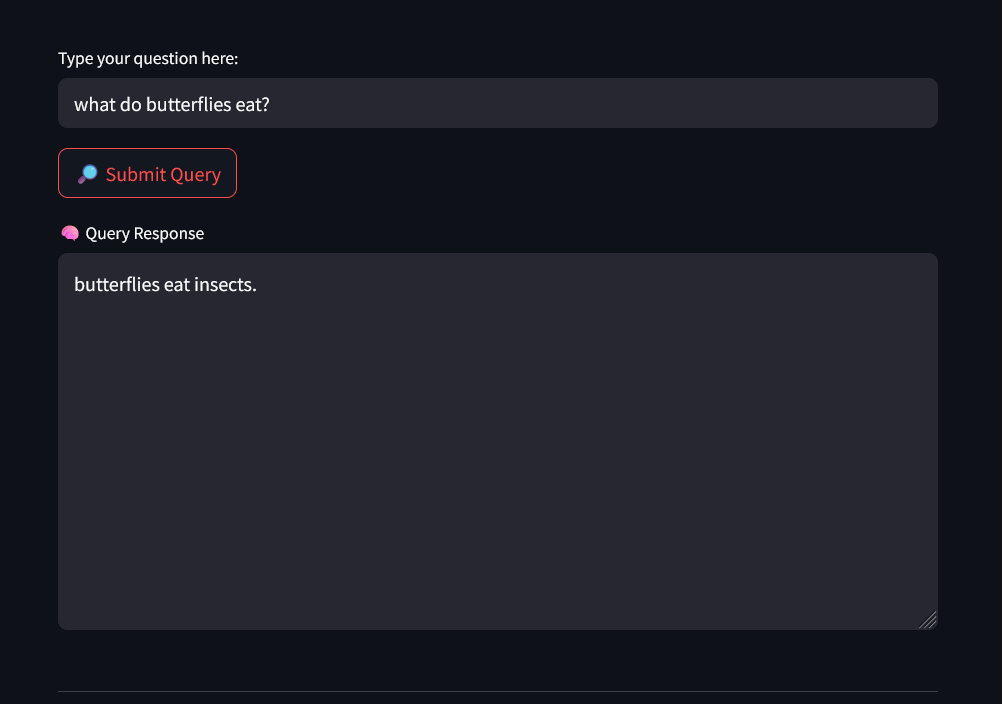 Type your question here:
what do butterflies eat?
🔎 Submit Query
🧠 Query Response
butterflies eat insects.